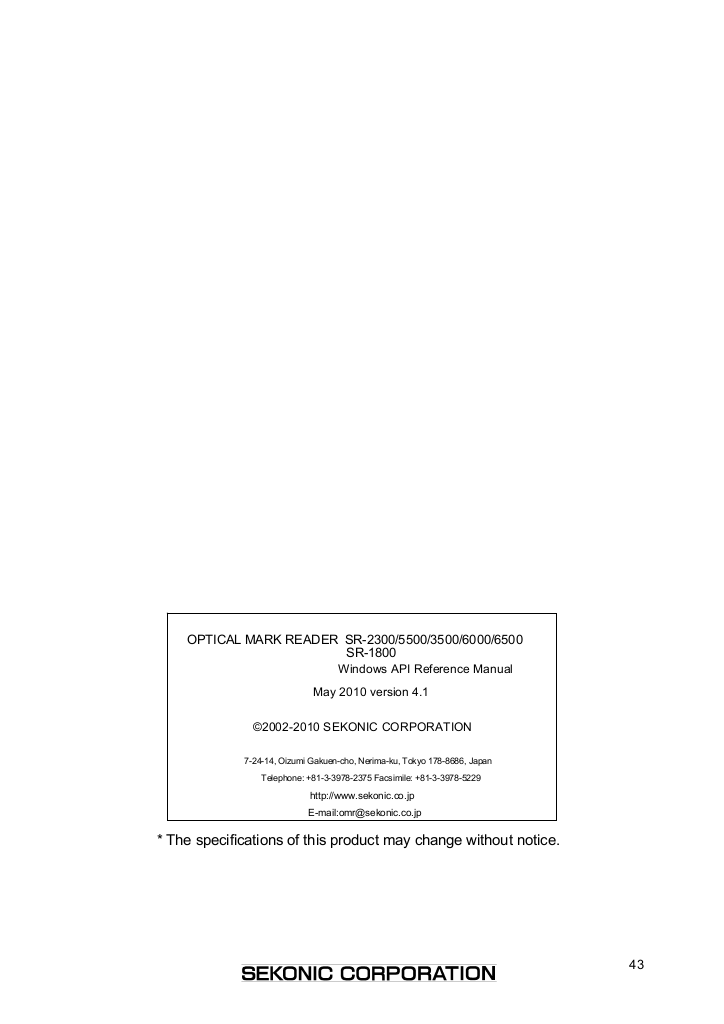 OPTICAL MARK READER SR-2300/5500/3500/6000/6500
SR-1800
Windows API Reference Manual
May 2010 version 4.1
©2002-2010 SEKONIC CORPORATION
7-24-14, Oizumi Gakuen-cho, Nerima-ku, Tokyo 178-8686, Japan
Telephone: +81-3-3978-2375 Facsimile: +81-3-3978-5229
http://www.sekonic.co.jp
E-mail:omr@sekonic.co.jp
* The specifications of this product may change without notice.
SEKONIC CORPORATION
43